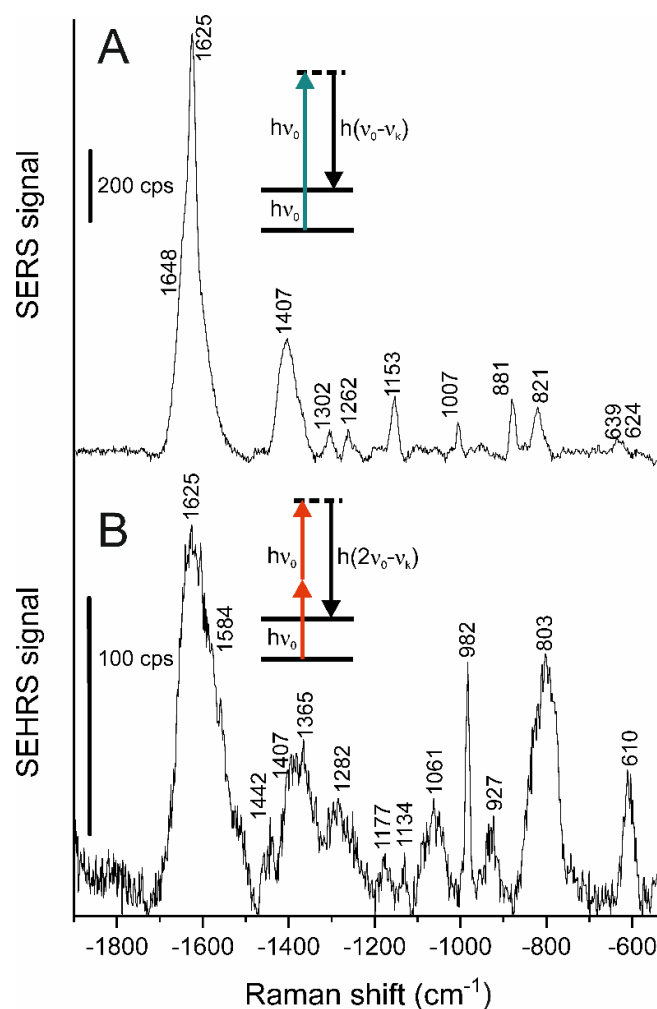 A
1625
hν₀
h(ν₀-νₖ)
200 cps
hν₀
SERS signal
1648
1407
1302
1262
1153
1007
881
821
639
624
B
1625
hν₀
h(2ν₀-νₖ)
1584
hν₀
100 cps
SEHRS signal
1442
1407
1365
1282
1177
1134
1061
982
927
803
610
-1800 -1600 -1400 -1200 -1000 -800 -600
Raman shift (cm⁻¹)